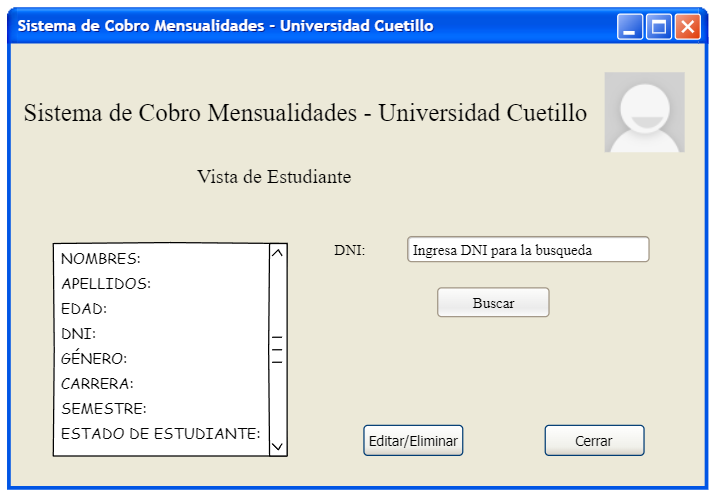 Sistema de Cobro Mensualidades - Universidad Cuetillo
Sistema de Cobro Mensualidades - Universidad Cuetillo
Vista de Estudiante
NOMBRES:
APELLIDOS:
EDAD:
DNI:
GÉNERO:
CARRERA:
SEMESTRE:
ESTADO DE ESTUDIANTE:
DNI:
Ingresa DNI para la busqueda
Buscar
Editar/Eliminar
Cerrar